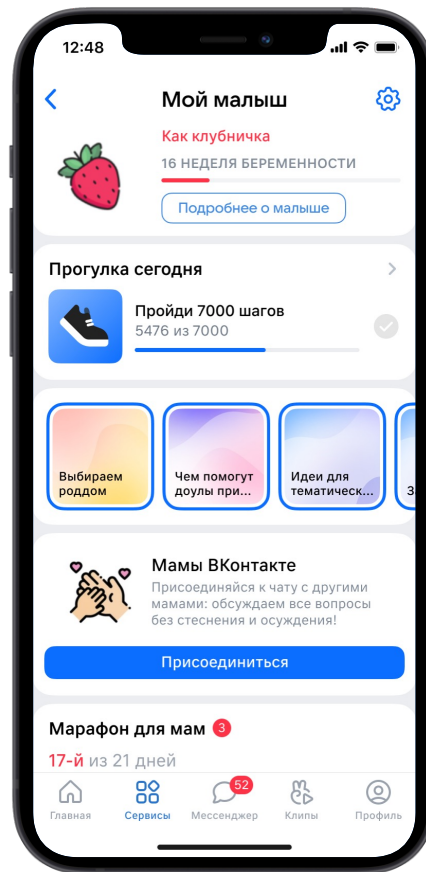 12:48
Мой малыш
Как клубничка
16 НЕДЕЛЯ БЕРЕМЕННОСТИ
Подробнее о малыше
Прогулка сегодня
Пройди 7000 шагов
5476 из 7000
Выбираем
роддом
Чем помогут
доулы при...
Идеи для
тематическ...
Мамы ВКонтакте
Присоединяйся к чату с другими
мамами: обсуждаем все вопросы
без стеснения и осуждения!
Присоединиться
Марафон для мам 3
17-й из 21 дней
52
Главная
Сервисы
Мессенджер
Клипы
Профиль